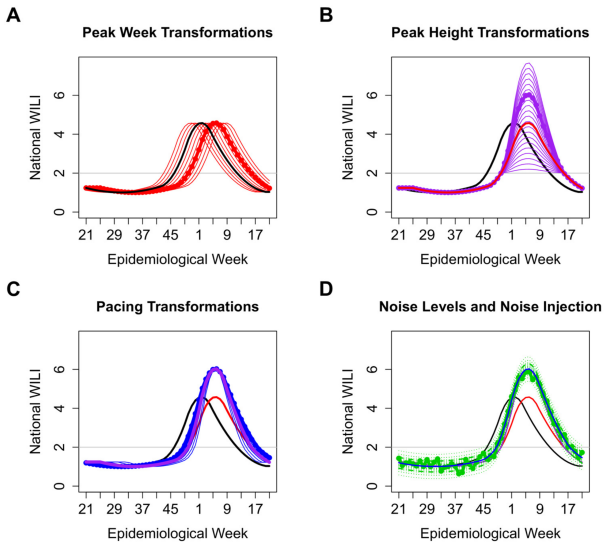 A
Peak Week Transformations
National WILI
0 2 4 6
21 29 37 45 1 9 17
Epidemiological Week
B
Peak Height Transformations
National WILI
0 2 4 6
21 29 37 45 1 9 17
Epidemiological Week
C
Pacing Transformations
National WILI
0 2 4 6
21 29 37 45 1 9 17
Epidemiological Week
D
Noise Levels and Noise Injection
National WILI
0 2 4 6
21 29 37 45 1 9 17
Epidemiological Week